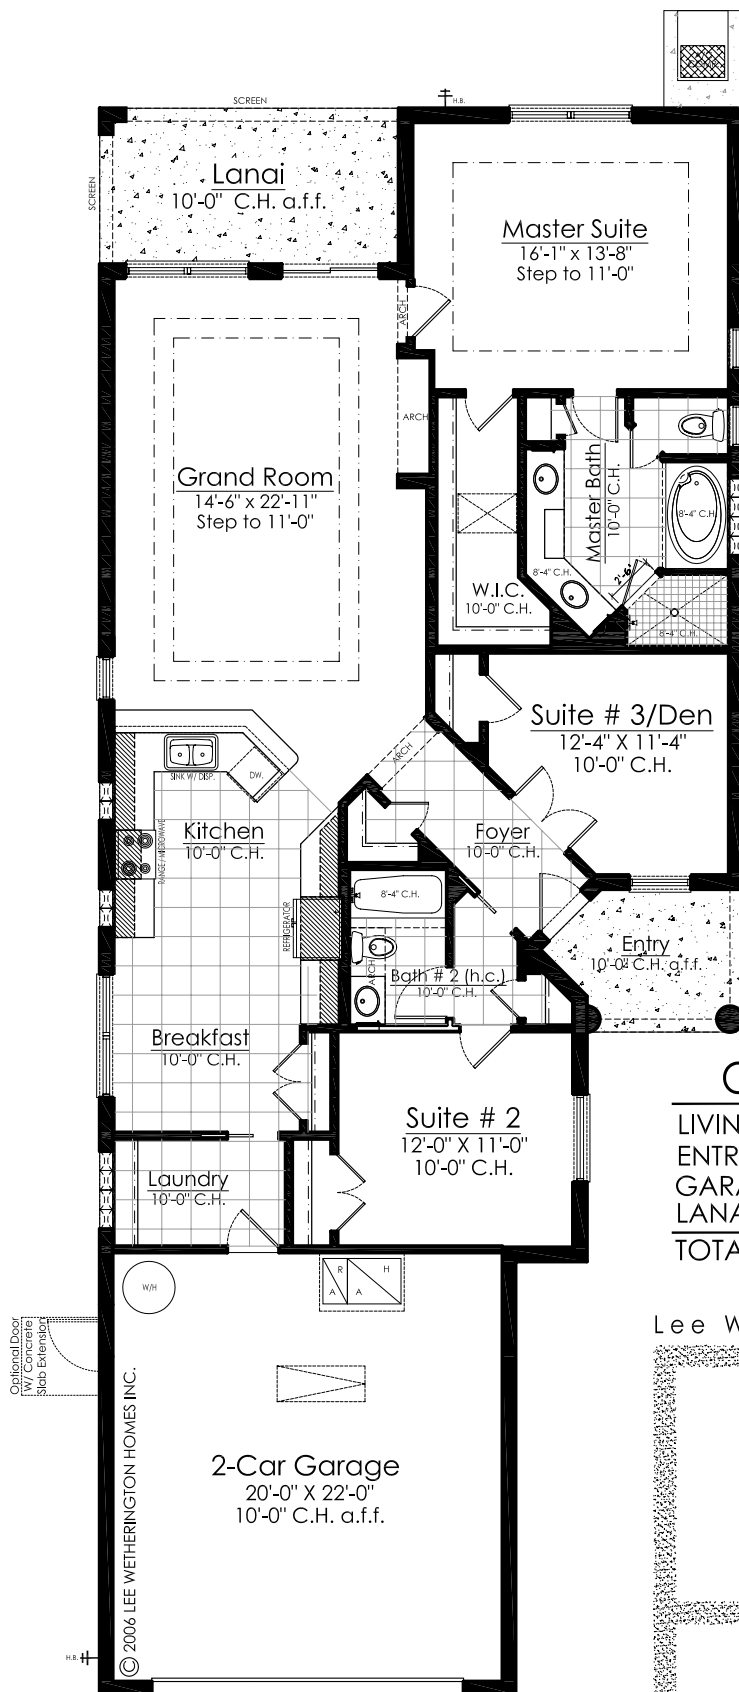 SCREEN
H.B.
SCREEN
Lanai
10'-0" C.H. a.f.f.
Master Suite
16'-1" x 13'-8"
Step to 11'-0"
ARCH
ARCH
Grand Room
14'-6" x 22'-11"
Step to 11'-0"
Master Bath
10'-0" C.H.
8'-4" C.H.
8'-4" C.H.
2'-6"
W.I.C.
10'-0" C.H.
8'-4" C.H.
Suite # 3/Den
12'-4" X 11'-4"
10'-0" C.H.
ARCH
SINK W/ DISP.
DW.
Kitchen
10'-0" C.H.
RANGE/MICROWAVE
Foyer
10'-0" C.H.
REFRIGERATOR
8'-4" C.H.
ARCH
Bath # 2 (h.c.)
10'-0" C.H.
Entry
10'-0" C.H. a.f.f.
Breakfast
10'-0" C.H.
Suite # 2
12'-0" X 11'-0"
10'-0" C.H.
LIVIN
ENTR
GARA
LANA
TOTA
Laundry
10'-0" C.H.
W/H
R
H
A
A
Lee W
Optional Door
W/ Concrete
Slab Extension
2-Car Garage
20'-0" X 22'-0"
10'-0" C.H. a.f.f.
© 2006 LEE WETHERINGTON HOMES INC.
H.B.